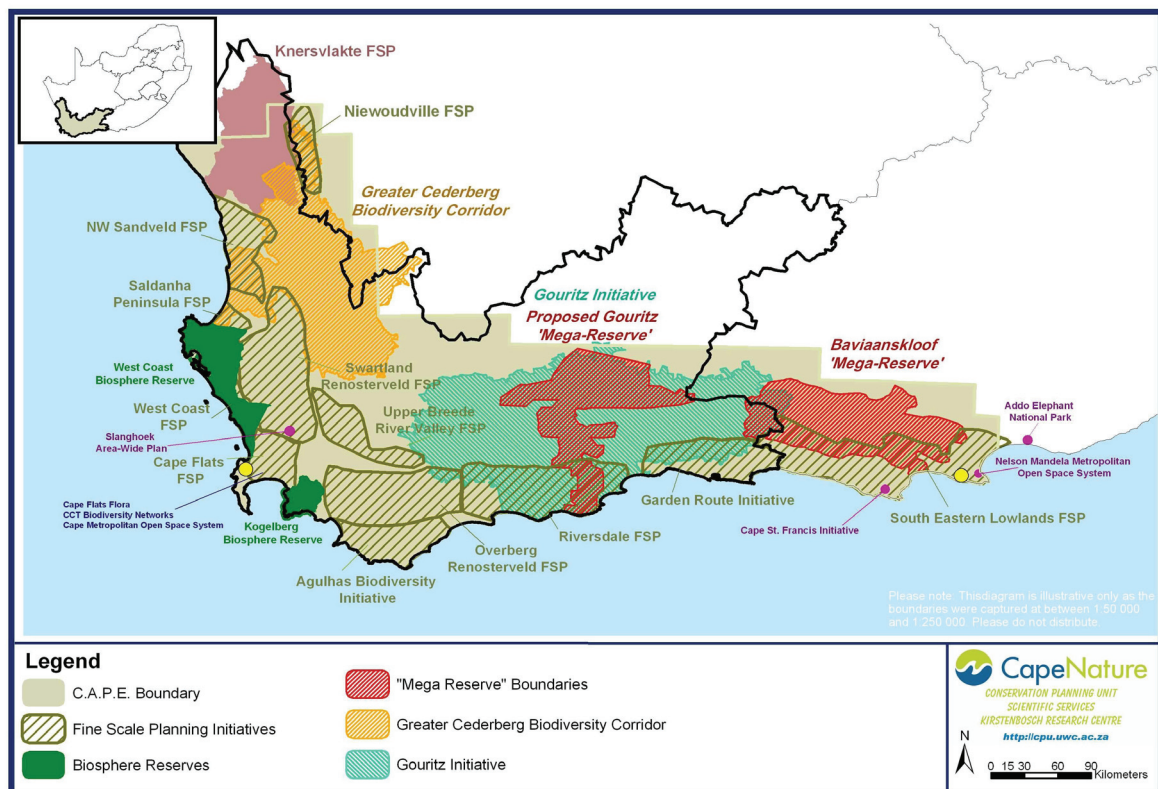 Knersvlakte FSP
Niewoudville FSP
Greater Cederberg
Biodiversity Corridor
NW Sandveld FSP
Saldanha
Peninsula FSP
Gouritz Initiative
Proposed Gouritz
'Mega-Reserve'
Baviaanskloof
'Mega-Reserve'
West Coast
Biosphere Reserve
Swartland
Renosterveld FSP
West Coast
FSP
Upper Breede
River Valley FSP
Slanghoek
Area-Wide Plan
Addo Elephant
National Park
Cape Flats
FSP
Nelson Mandela Metropolitan
Open Space System
Cape Flats Flora
CCT Biodiversity Networks
Cape Metropolitan Open Space System
Garden Route Initiative
Kogelberg
Biosphere Reserve
Cape St. Francis Initiative
South Eastern Lowlands FSP
Riversdale FSP
Overberg
Renosterveld FSP
Agulhas Biodiversity
Initiative
Please note: Thisdiagram is illustrative only as the
boundaries were captured at between 1:50 000
and 1:250 000. Please do not distribute.
Legend
C.A.P.E. Boundary
Fine Scale Planning Initiatives
Biosphere Reserves
"Mega Reserve" Boundaries
Greater Cederberg Biodiversity Corridor
Gouritz Initiative
CapeNature
CONSERVATION PLANNING UNIT
SCIENTIFIC SERVICES
KIRSTENBOSCH RESEARCH CENTRE
http://cpu.uwc.ac.za
N
0 15 30 60 90
Kilometers